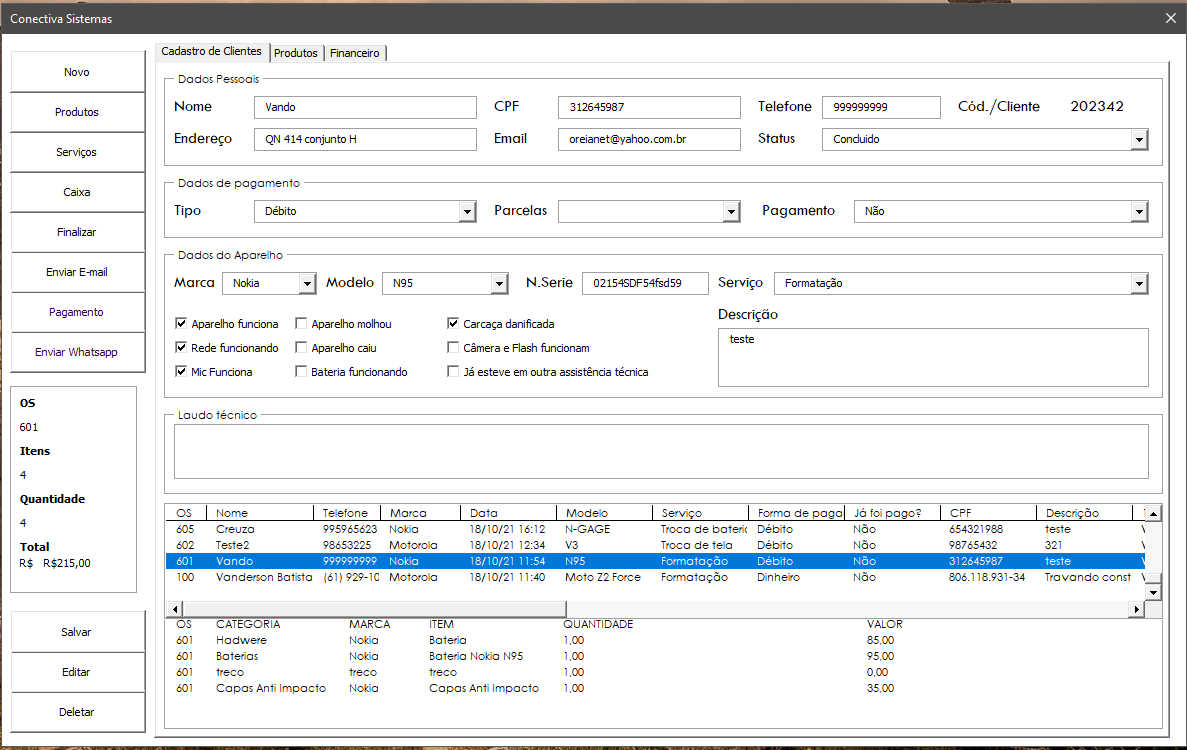 Conectiva Sistemas
Novo
Produtos
Serviços
Caixa
Finalizar
Enviar E-mail
Pagamento
Enviar Whatsapp
OS
601
Itens
4
Quantidade
4
Total
R$ R$215,00
Salvar
Editar
Deletar
Cadastro de Clientes Produtos Financeiro
Dados Pessoais
Nome Vando CPF 312645987 Telefone 999999999 Cód./Cliente 202342
Endereço QN 414 conjunto H Email oreianet@yahoo.com.br Status Concluido
Dados de pagamento
Tipo Débito Parcelas Pagamento Não
Dados do Aparelho
Marca Nokia Modelo N95 N.Serie 02154SDF54fsd59 Serviço Formatação
Aparelho funciona Aparelho molhou Carcaça danificada
Rede funcionando Aparelho caiu Câmera e Flash funcionam
Mic Funciona Bateria funcionando Já esteve em outra assistência técnica
Descrição
teste
Laudo técnico
OS Nome Telefone Marca Data Modelo Serviço Forma de paga Já foi pago? CPF Descrição
605 Creuza 995965623 Nokia 18/10/21 16:12 N-GAGE Troca de bateri Débito Não 654321988 teste
602 Teste2 98653225 Motorola 18/10/21 12:34 V3 Troca de tela Débito Não 98765432 321
601 Vando 999999999 Nokia 18/10/21 11:54 N95 Formatação Débito Não 312645987 teste
100 Vanderson Batista (61) 929-10 Motorola 18/10/21 11:40 Moto Z2 Force Formatação Dinheiro Não 806.118.931-34 Travando const
OS CATEGORIA MARCA ITEM QUANTIDADE VALOR
601 Hadwere Nokia Bateria 1,00 85,00
601 Baterias Nokia Bateria Nokia N95 1,00 95,00
601 treco treco treco 1,00 0,00
601 Capas Anti Impacto Nokia Capas Anti Impacto 1,00 35,00